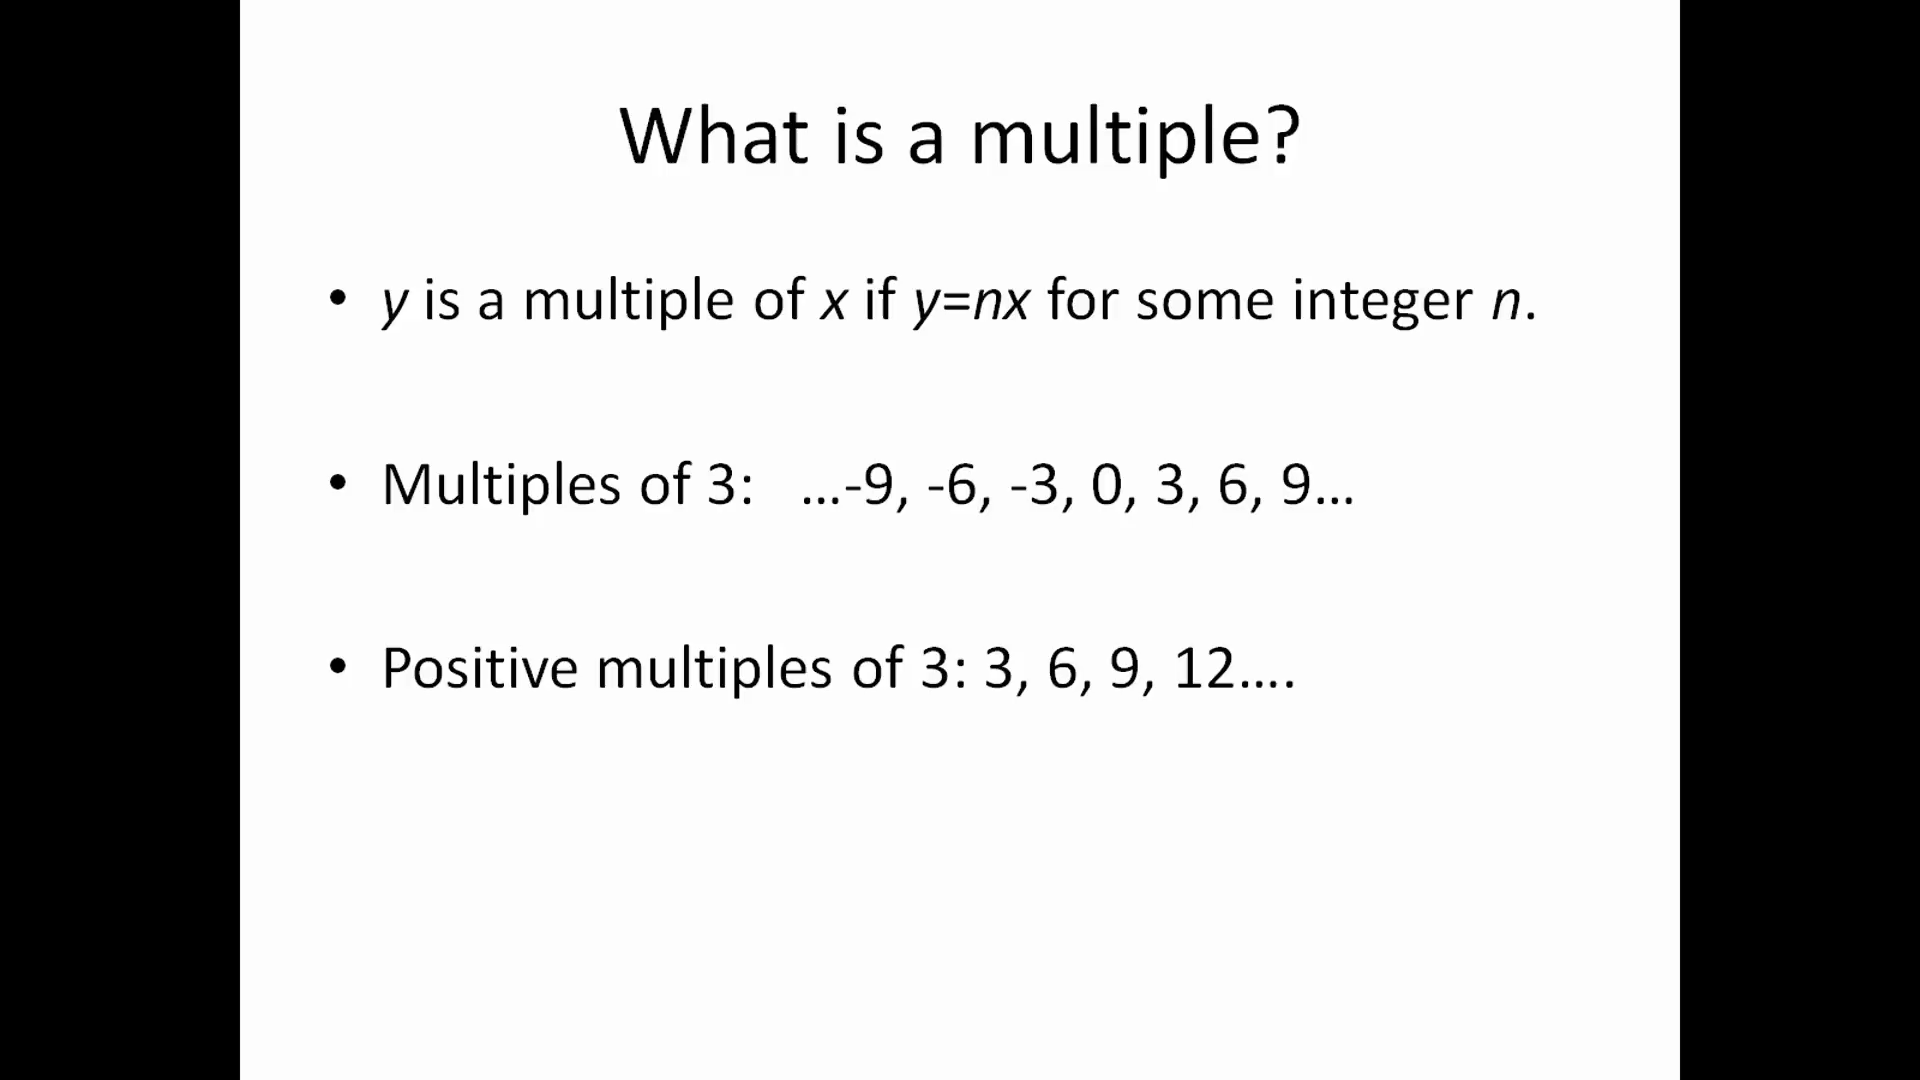 What is a multiple?
• y is a multiple of x if y=nx for some integer n.
• Multiples of 3: ...-9, -6, -3, 0, 3, 6, 9...
• Positive multiples of 3: 3, 6, 9, 12....